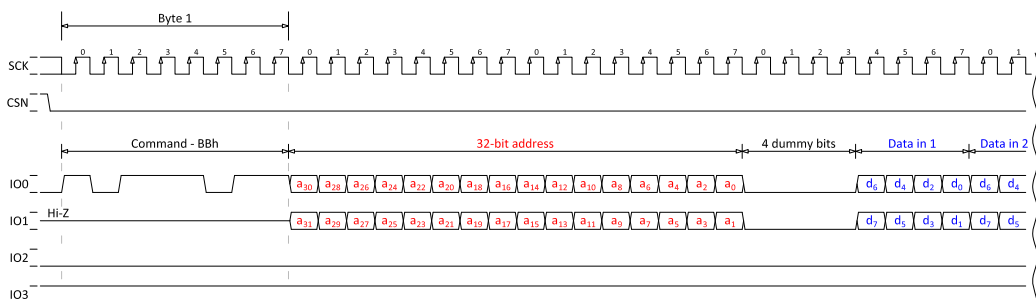 Byte 1
SCK 0 1 2 3 4 5 6 7 0 1 2 3 4 5 6 7 0 1 2 3 4 5 6 7 0 1 2 3 4 5 6 7 0 1
CSN
Command - BBh 32-bit address 4 dummy bits Data in 1 Data in 2
IO0 a30 a28 a26 a24 a22 a20 a18 a16 a14 a12 a10 a8 a6 a4 a2 a0 d6 d4 d2 d0 d6 d4
IO1 Hi-Z a31 a29 a27 a25 a23 a21 a19 a17 a15 a13 a11 a9 a7 a5 a3 a1 d7 d5 d3 d1 d7 d5
IO2
IO3